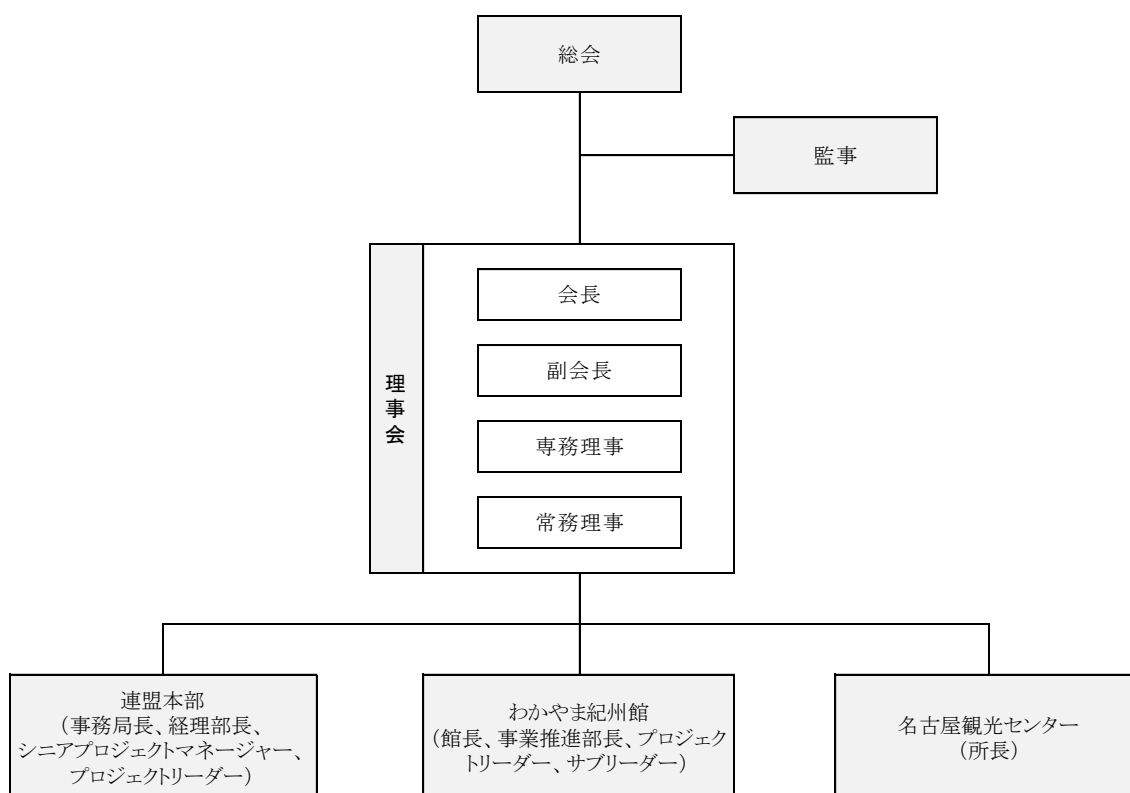 総会
監事
理事会
会長
副会長
専務理事
常務理事
連盟本部
（事務局長、経理部長、
シニアプロジェクトマネージャー、
プロジェクトリーダー）
わかやま紀州館
（館長、事業推進部長、プロジェク
トリーダー、サブリーダー）
名古屋観光センター
（所長）